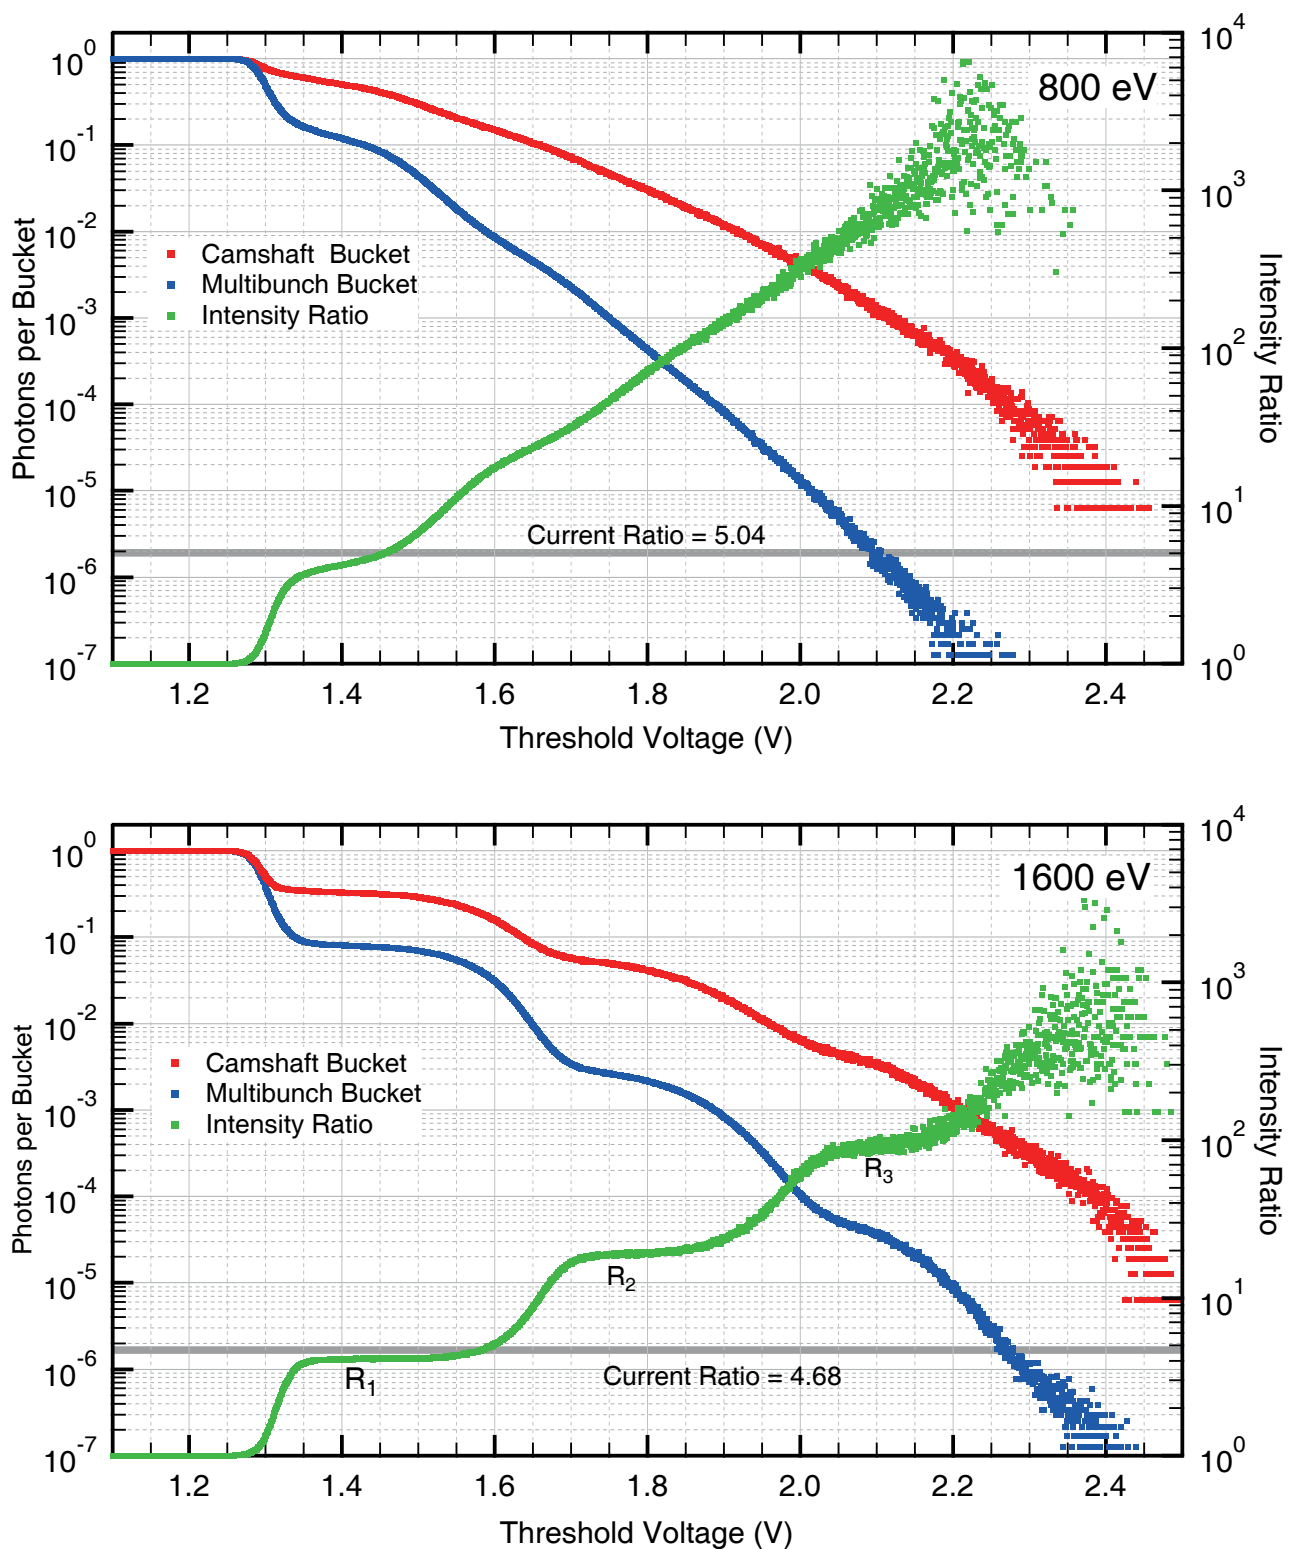 800 eV
Photons per Bucket
10^0
10^-1
10^-2
10^-3
10^-4
10^-5
10^-6
10^-7
Camshaft Bucket
Multibunch Bucket
Intensity Ratio
Current Ratio = 5.04
10^4
10^3
10^2
10^1
10^0
Intensity Ratio
1.2 1.4 1.6 1.8 2.0 2.2 2.4
Threshold Voltage (V)
1600 eV
Photons per Bucket
10^0
10^-1
10^-2
10^-3
10^-4
10^-5
10^-6
10^-7
Camshaft Bucket
Multibunch Bucket
Intensity Ratio
R3
R2
R1
Current Ratio = 4.68
10^4
10^3
10^2
10^1
10^0
Intensity Ratio
1.2 1.4 1.6 1.8 2.0 2.2 2.4
Threshold Voltage (V)